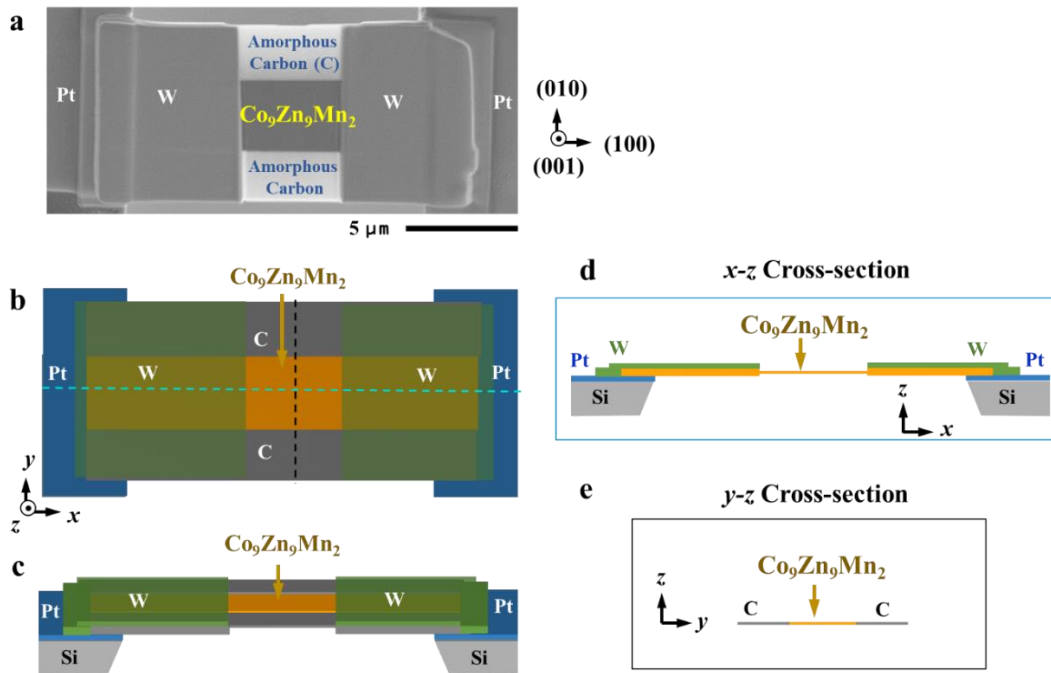 a
Amorphous
Carbon (C)
Pt
W
Co₉Zn₉Mn₂
W
Pt
Amorphous
Carbon
5 μm
(010)
(100)
(001)
b
Co₉Zn₉Mn₂
C
Pt
W
W
Pt
C
y
z
x
c
Co₉Zn₉Mn₂
Pt
W
W
Pt
Si
Si
d
x-z Cross-section
Co₉Zn₉Mn₂
Pt
W
W
Pt
Si
Si
z
x
e
y-z Cross-section
Co₉Zn₉Mn₂
z
y
C
C